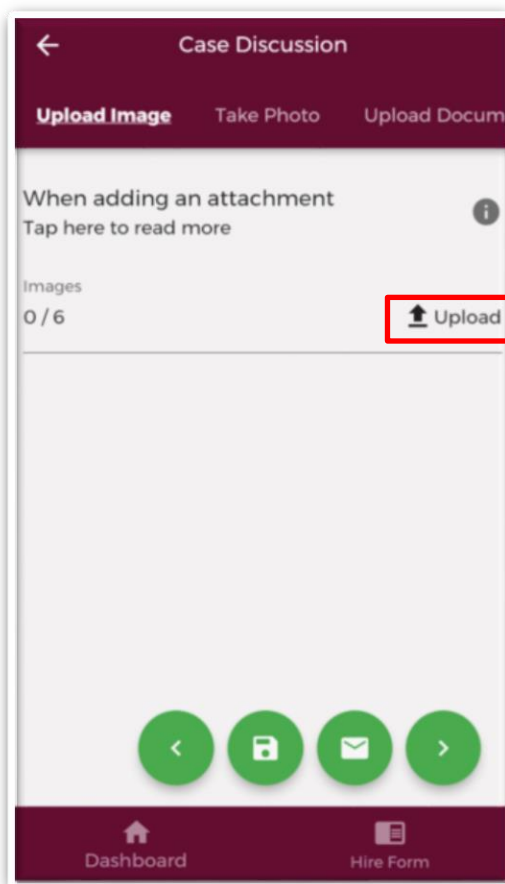 Case Discussion
Upload Image Take Photo Upload Docum
When adding an attachment
Tap here to read more
Images
0 / 6 Upload
Dashboard Hire Form